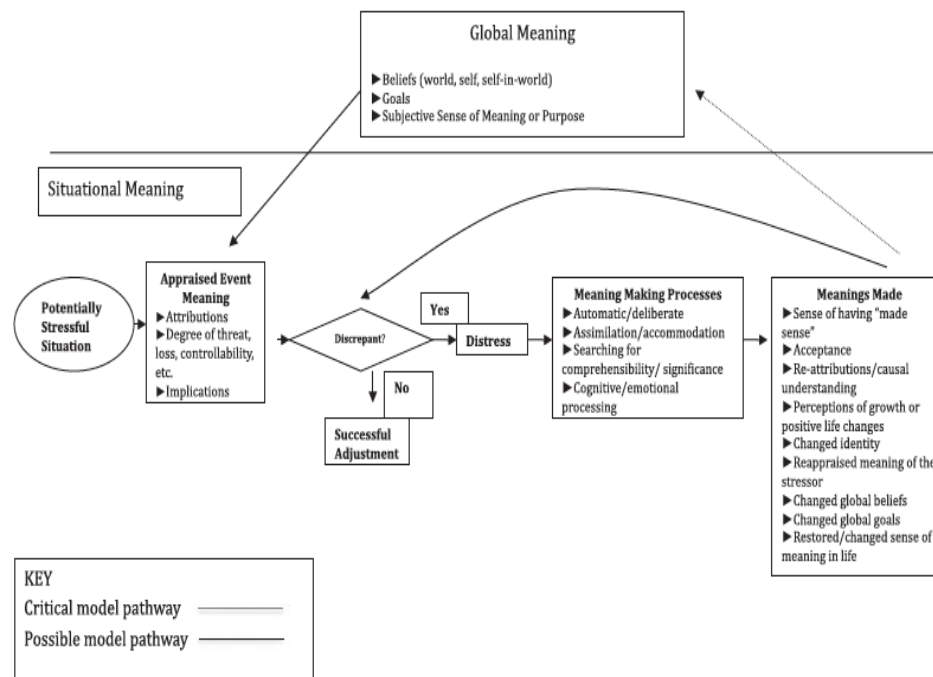 Global Meaning
▶Beliefs (world, self, self-in-world)
▶Goals
▶Subjective Sense of Meaning or Purpose
Situational Meaning
Potentially
Stressful
Situation
Appraised Event
Meaning
▶Attributions
▶Degree of threat,
loss, controllability,
etc.
▶Implications
Discrepant?
Yes
Distress
No
Successful
Adjustment
Meaning Making Processes
▶Automatic/deliberate
▶Assimilation/accommodation
▶Searching for
comprehensibility/ significance
▶Cognitive/emotional
processing
Meanings Made
▶Sense of having "made
sense"
▶Acceptance
▶Re-attributions/causal
understanding
▶Perceptions of growth or
positive life changes
▶Changed identity
▶Reappraised meaning of the
stressor
▶Changed global beliefs
▶Changed global goals
▶Restored/changed sense of
meaning in life
KEY
Critical model pathway
Possible model pathway